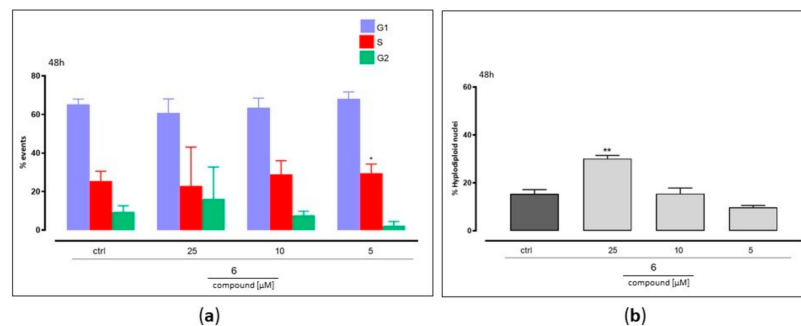 G1
S
G2
48h
80
60
40
20
0
% events
*
ctrl 25 10 5
6
compound [µM]
(a)
48h
60
40
20
0
% Hyplodiploid nuclei
**
ctrl 25 10 5
6
compound [µM]
(b)